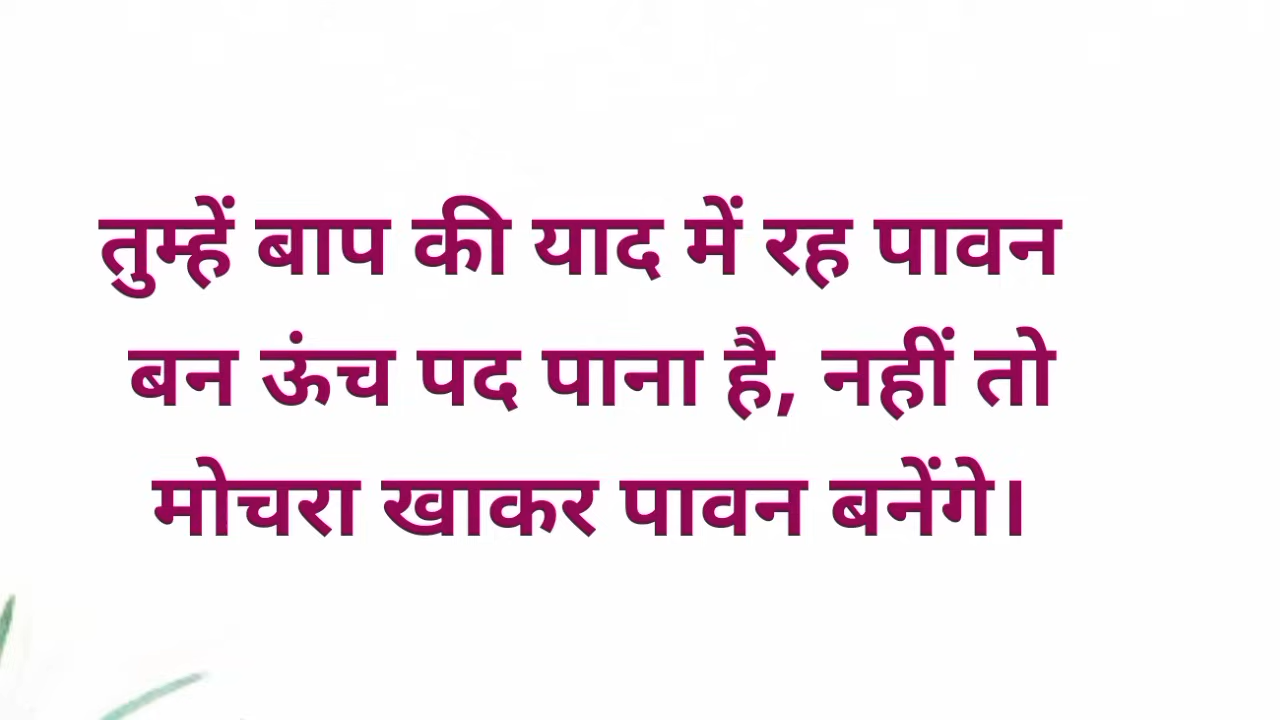 तुम्हें बाप की याद में रह पावन
बन ऊंच पद पाना है, नहीं तो
मोचरा खाकर पावन बनेंगे।